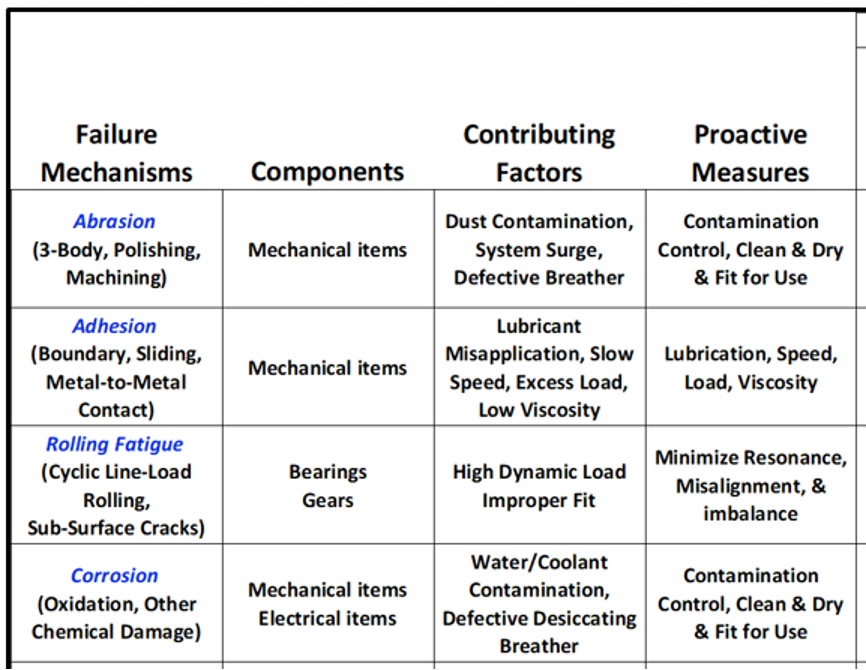 Failure
Mechanisms
Components
Contributing
Factors
Proactive
Measures
Abrasion
(3-Body, Polishing,
Machining)
Mechanical items
Dust Contamination,
System Surge,
Defective Breather
Contamination
Control, Clean & Dry
& Fit for Use
Adhesion
(Boundary, Sliding,
Metal-to-Metal
Contact)
Mechanical items
Lubricant
Misapplication, Slow
Speed, Excess Load,
Low Viscosity
Lubrication, Speed,
Load, Viscosity
Rolling Fatigue
(Cyclic Line-Load
Rolling,
Sub-Surface Cracks)
Bearings
Gears
High Dynamic Load
Improper Fit
Minimize Resonance,
Misalignment, &
imbalance
Corrosion
(Oxidation, Other
Chemical Damage)
Mechanical items
Electrical items
Water/Coolant
Contamination,
Defective Desiccating
Breather
Contamination
Control, Clean & Dry
& Fit for Use